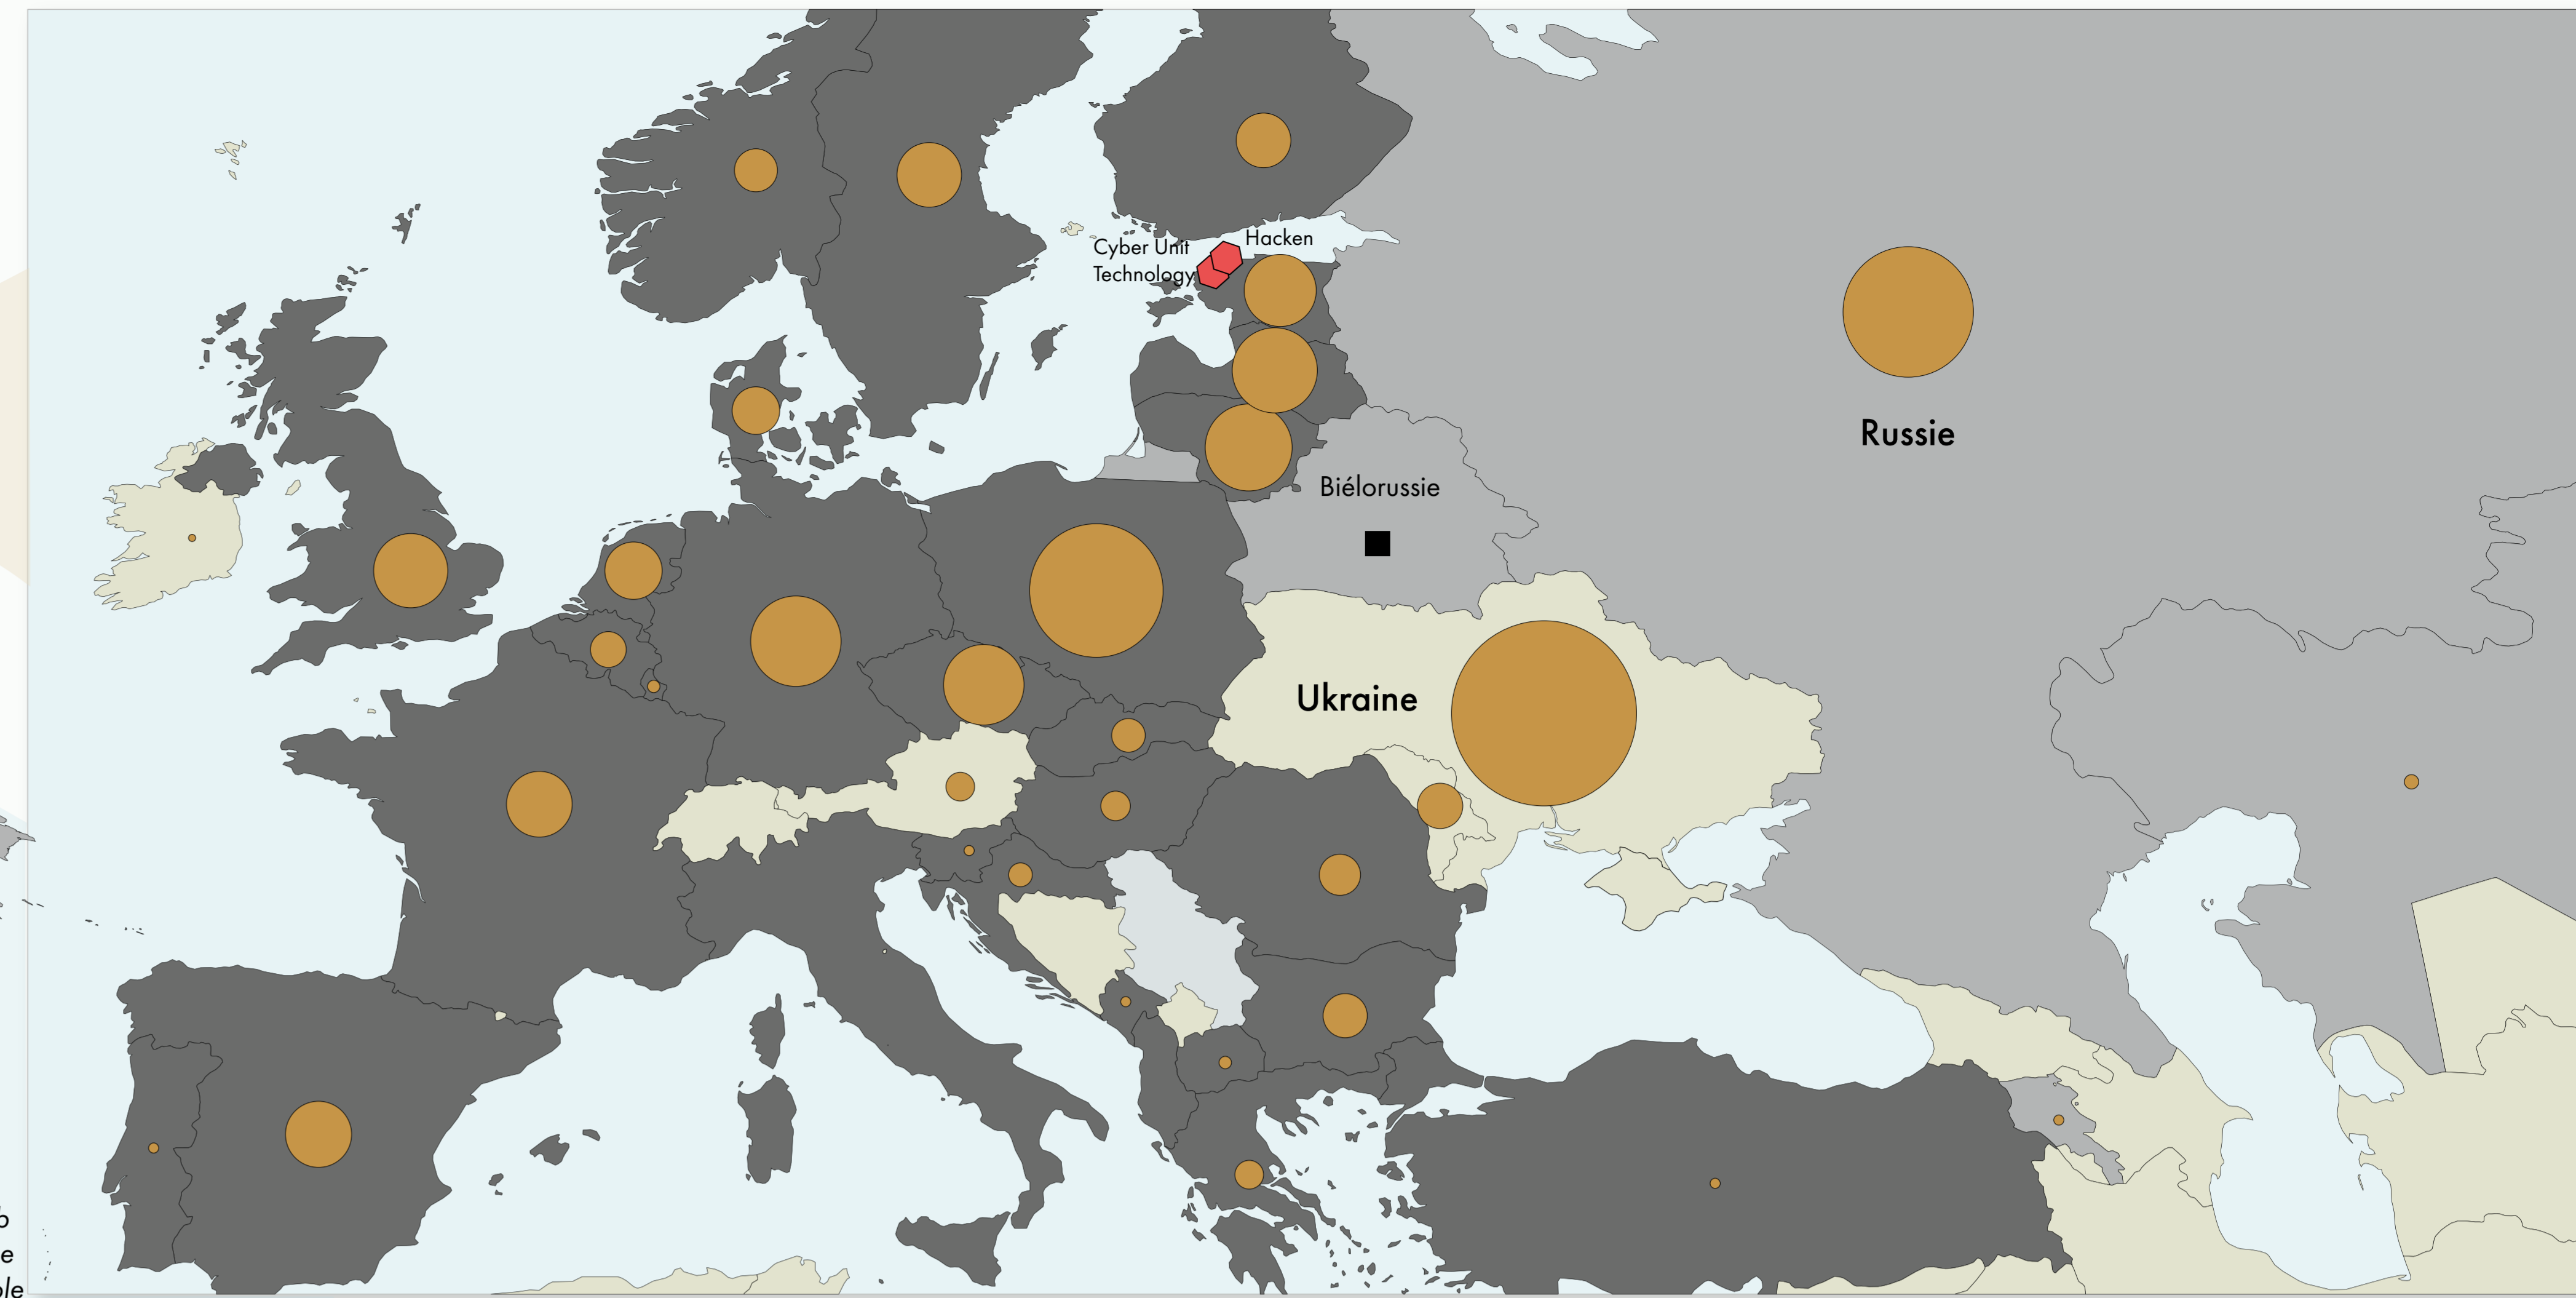 Hacken
Cyber Unit
Technology
Russie
Biélorussie
Ukraine